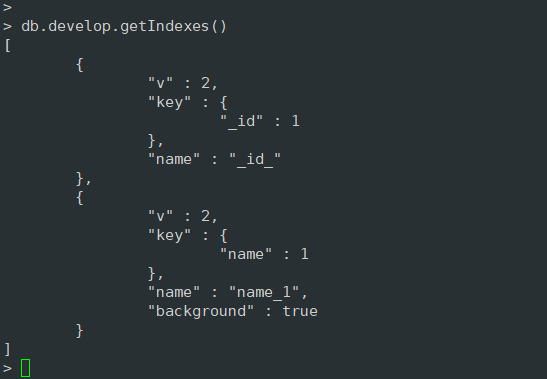 >
> db.develop.getIndexes()
[
        {
                "v" : 2,
                "key" : {
                        "_id" : 1
                },
                "name" : "_id_"
        },
        {
                "v" : 2,
                "key" : {
                        "name" : 1
                },
                "name" : "name_1",
                "background" : true
        }
]
>